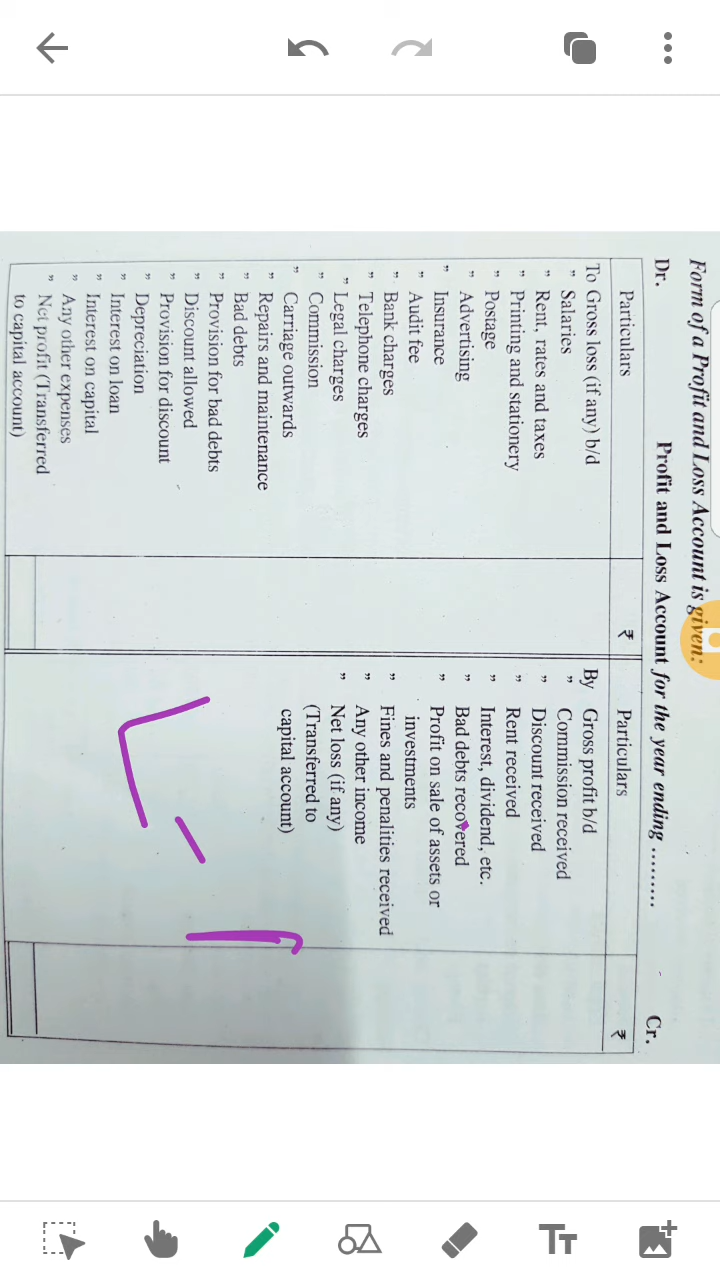 Form of a Profit and Loss Account is given:
Dr.
Profit and Loss Account for the year ending .........
Cr.
Particulars
₹
Particulars
₹
To Gross loss (if any) b/d
" Salaries
" Rent, rates and taxes
" Printing and stationery
" Postage
" Advertising
" Insurance
" Audit fee
" Bank charges
" Telephone charges
" Legal charges
" Commission
" Carriage outwards
" Repairs and maintenance
" Bad debts
" Provision for bad debts
" Discount allowed
" Provision for discount
" Depreciation
" Interest on loan
" Interest on capital
" Any other expenses
" Net profit (Transferred
to capital account)
By Gross profit b/d
" Commission received
" Discount received
" Rent received
" Interest, dividend, etc.
" Bad debts recovered
" Profit on sale of assets or
investments
" Fines and penalities received
" Any other income
" Net loss (if any)
(Transferred to
capital account)
TT